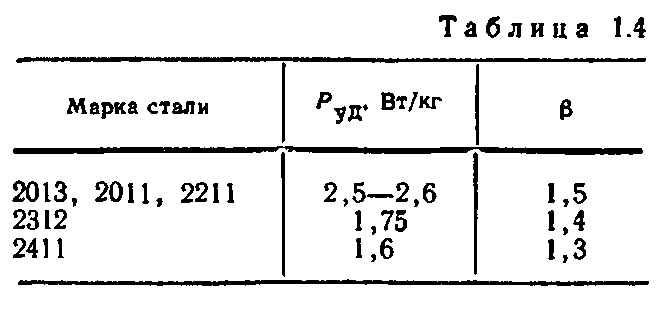 Таблица 1.4
Марка стали Pуд, Вт/кг β
2013, 2011, 2211 2,5—2,6 1,5
2312 1,75 1,4
2411 1,6 1,3